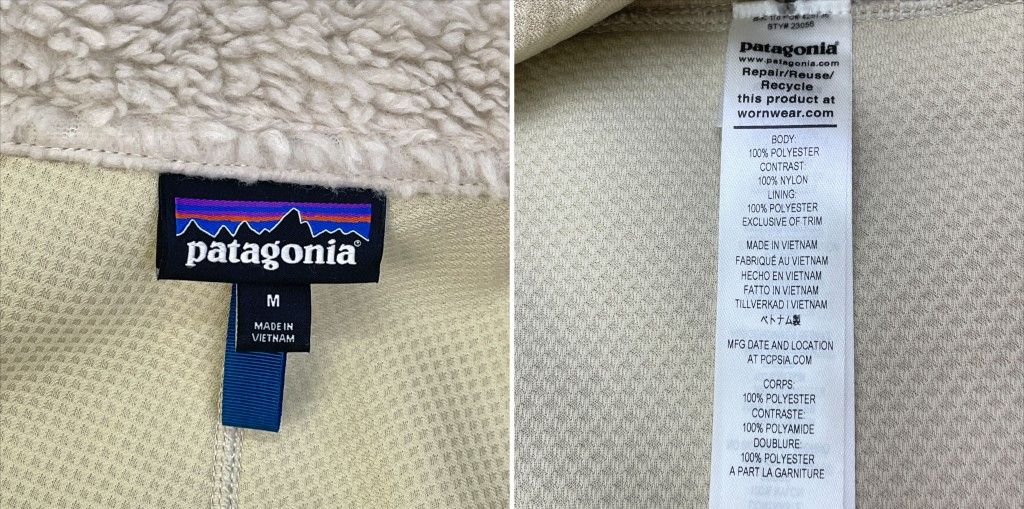 patagonia®
M
MADE IN
VIETNAM
STY# 23056
patagonia®
www.patagonia.com
Repair/Reuse/
Recycle
this product at
wornwear.com
BODY:
100% POLYESTER
CONTRAST:
100% NYLON
LINING:
100% POLYESTER
EXCLUSIVE OF TRIM
MADE IN VIETNAM
FABRIQUÉ AU VIETNAM
HECHO EN VIETNAM
FATTO IN VIETNAM
TILLVERKAD I VIETNAM
ベトナム製
MFG DATE AND LOCATION
AT PCPSIA.COM
CORPS:
100% POLYESTER
CONTRASTE:
100% POLYAMIDE
DOUBLURE:
100% POLYESTER
A PART LA GARNITURE